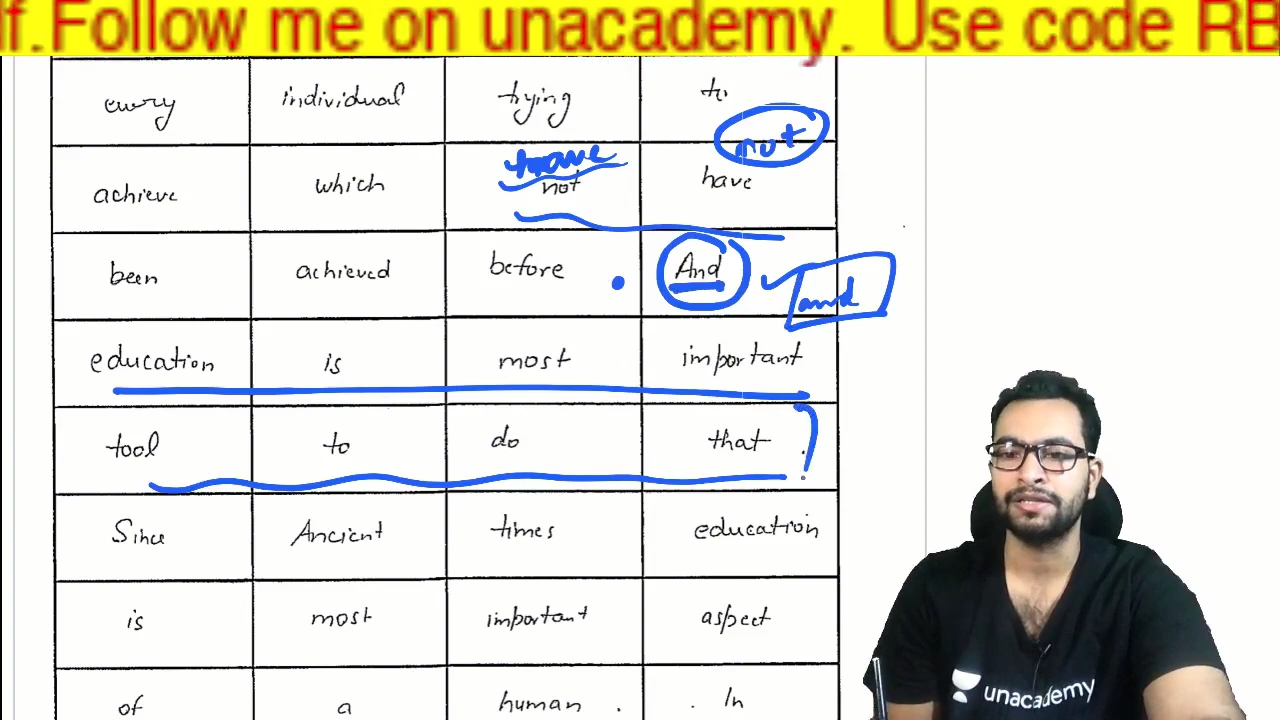 lf.Follow me on unacademy. Use code RB
every individual trying to
not
have
achieve which not have
been achieved before . And
and
education is most important
tool to do that .
Since Ancient times education
is most important aspect
of a human . . In
unacademy